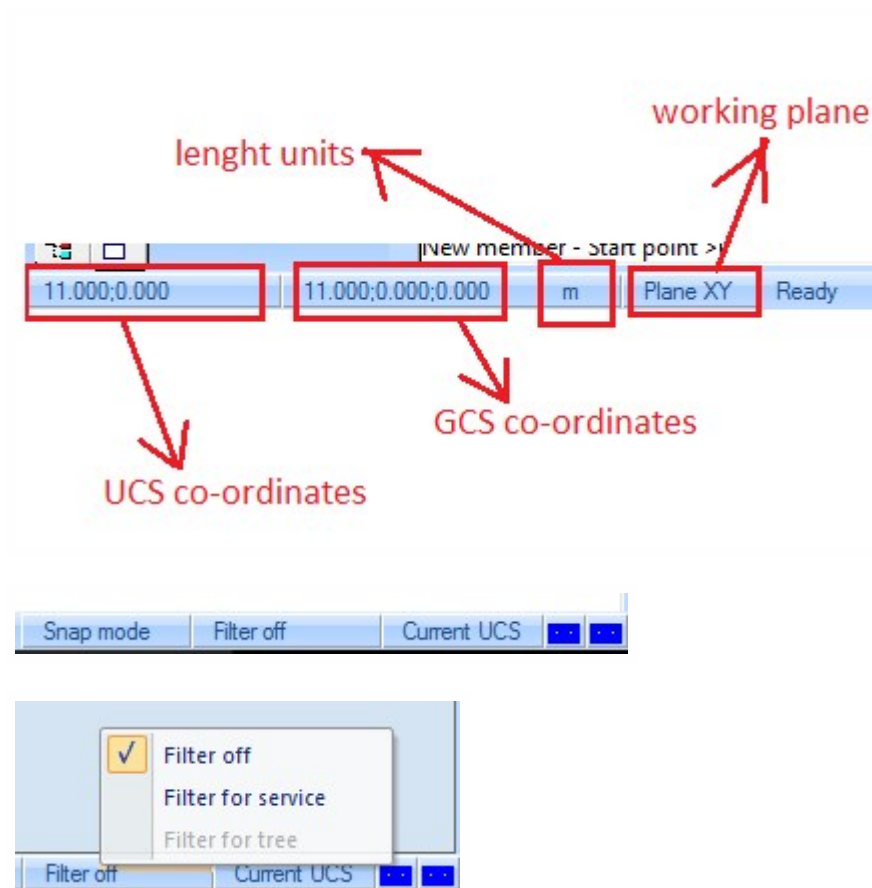 working plane
lenght units
New member - Start point >
11.000;0.000 11.000;0.000;0.000 m Plane XY Ready
GCS co-ordinates
UCS co-ordinates
Snap mode Filter off Current UCS
Filter off
Filter for service
Filter for tree
Filter off Current UCS